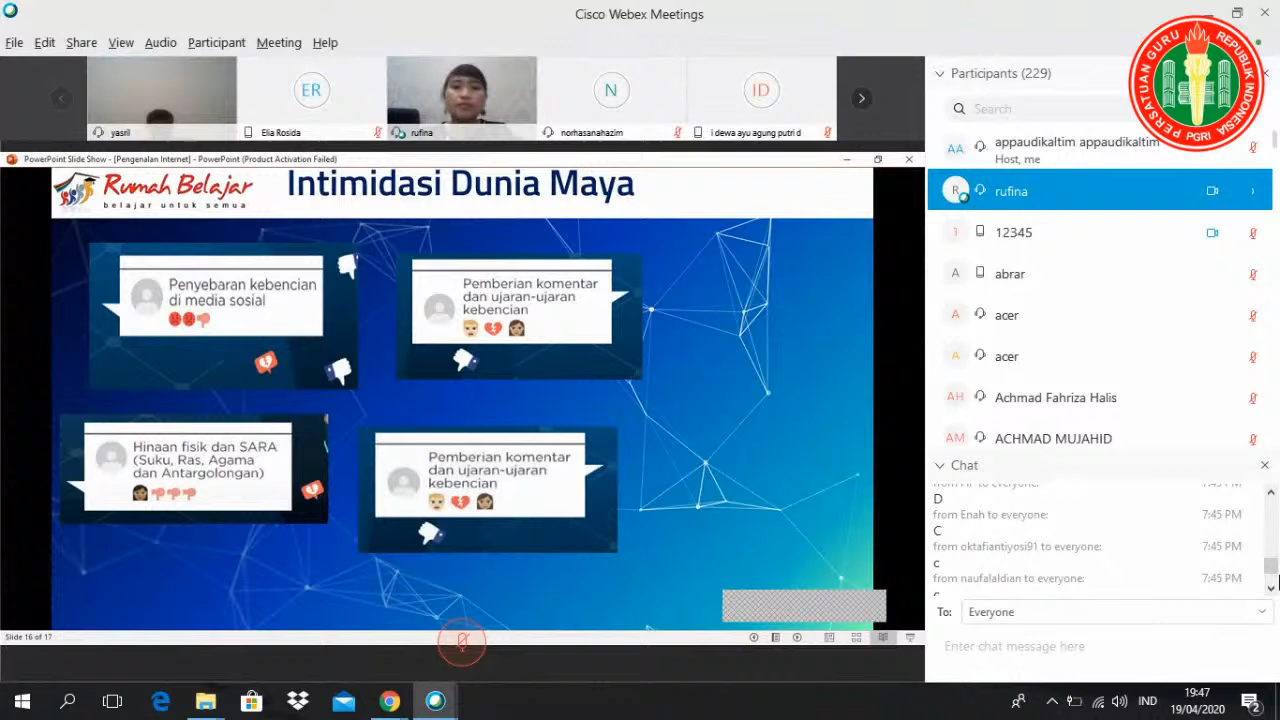 Cisco Webex Meetings
File Edit Share View Audio Participant Meeting Help
ER
N
ID
yasril
Elia Rosida
rufina
norhasanahazim
i dewa ayu agung putri d
PowerPoint Slide Show - [Pengenalan Internet] - PowerPoint (Product Activation Failed)
Rumah Belajar
belajar untuk semua
Intimidasi Dunia Maya
Penyebaran kebencian
di media sosial
Pemberian komentar
dan ujaran-ujaran
kebencian
Hinaan fisik dan SARA
(Suku, Ras, Agama
dan Antargolongan)
Pemberian komentar
dan ujaran-ujaran
kebencian
Slide 16 of 17
Participants (229)
Search
PERSATUAN GURU REPUBLIK INDONESIA
PGRI
AA appaudikaltim appaudikaltim
Host, me
R rufina
1 12345
A abrar
A acer
A acer
AH Achmad Fahriza Halis
AM ACHMAD MUJAHID
Chat
7:45 PM
D
from Enah to everyone: 7:45 PM
C
from oktafiantiyosi91 to everyone: 7:45 PM
c
from naufalaldian to everyone: 7:45 PM
To: Everyone
Enter chat message here
IND
19:47
19/04/2020
2